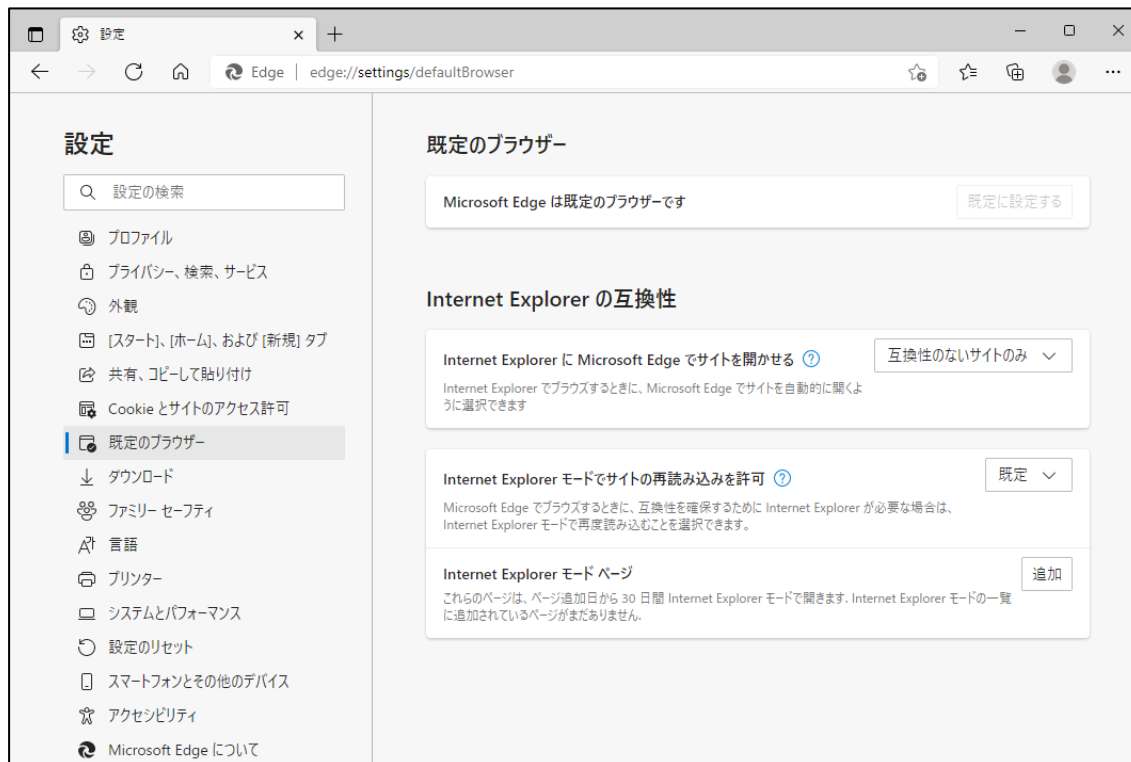 設定
Edge edge://settings/defaultBrowser
設定
設定の検索
プロファイル
プライバシー、検索、サービス
外観
[スタート]、[ホーム]、および [新規] タブ
共有、コピーして貼り付け
Cookie とサイトのアクセス許可
既定のブラウザー
ダウンロード
ファミリー セーフティ
言語
プリンター
システムとパフォーマンス
設定のリセット
スマートフォンとその他のデバイス
アクセシビリティ
Microsoft Edge について
既定のブラウザー
Microsoft Edge は既定のブラウザーです
既定に設定する
Internet Explorer の互換性
Internet Explorer に Microsoft Edge でサイトを開かせる
互換性のないサイトのみ
Internet Explorer でブラウズするときに、Microsoft Edge でサイトを自動的に開くよ
うに選択できます
Internet Explorer モードでサイトの再読み込みを許可
既定
Microsoft Edge でブラウズするときに、互換性を確保するために Internet Explorer が必要な場合は、
Internet Explorer モードで再度読み込むことを選択できます。
Internet Explorer モード ページ
追加
これらのページは、ページ追加日から 30 日間 Internet Explorer モードで開きます. Internet Explorer モードの一覧
に追加されているページがまだありません.